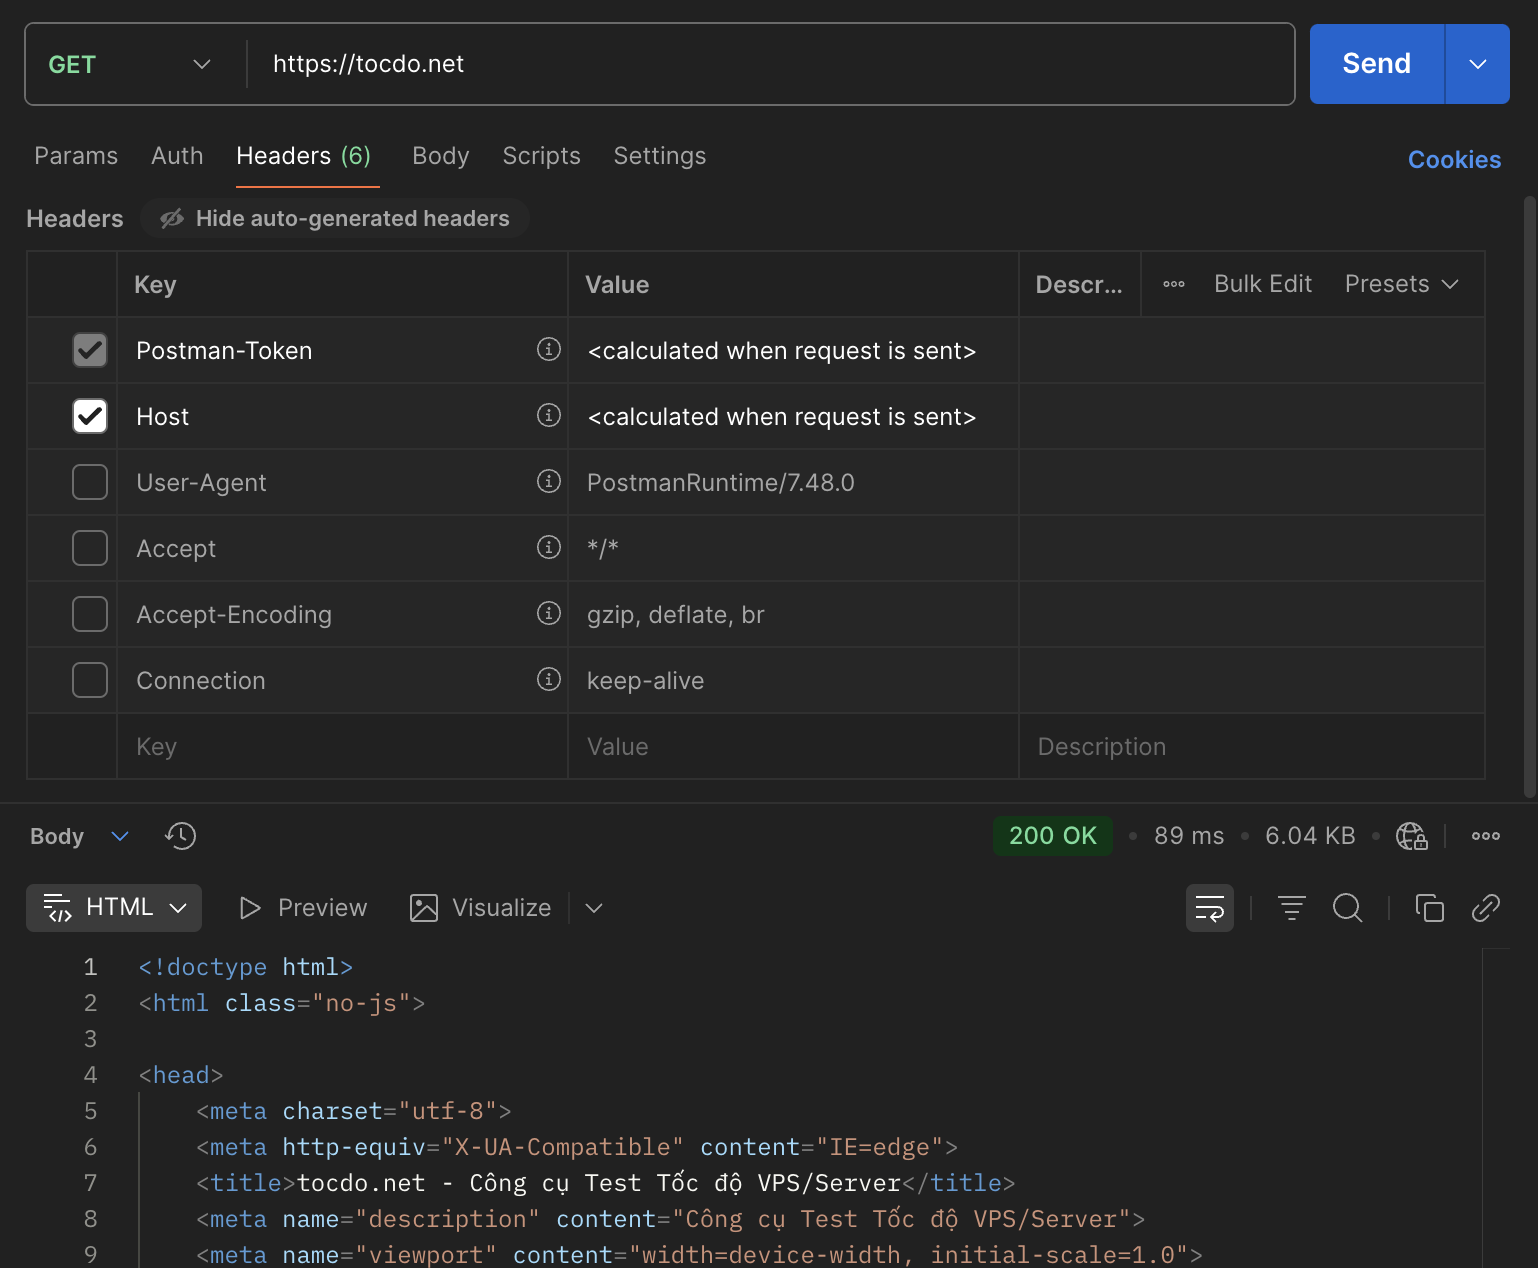 GET https://tocdo.net Send
Params Auth Headers (6) Body Scripts Settings Cookies
Headers Hide auto-generated headers
Key Value Descr... Bulk Edit Presets
Postman-Token <calculated when request is sent>
Host <calculated when request is sent>
User-Agent PostmanRuntime/7.48.0
Accept */*
Accept-Encoding gzip, deflate, br
Connection keep-alive
Key Value Description
Body 200 OK • 89 ms • 6.04 KB •
HTML Preview Visualize
1 <!doctype html>
2 <html class="no-js">
3
4 <head>
5 <meta charset="utf-8">
6 <meta http-equiv="X-UA-Compatible" content="IE=edge">
7 <title>tocdo.net - Công cụ Test Tốc độ VPS/Server</title>
8 <meta name="description" content="Công cụ Test Tốc độ VPS/Server">
9 <meta name="viewport" content="width=device-width, initial-scale=1.0">